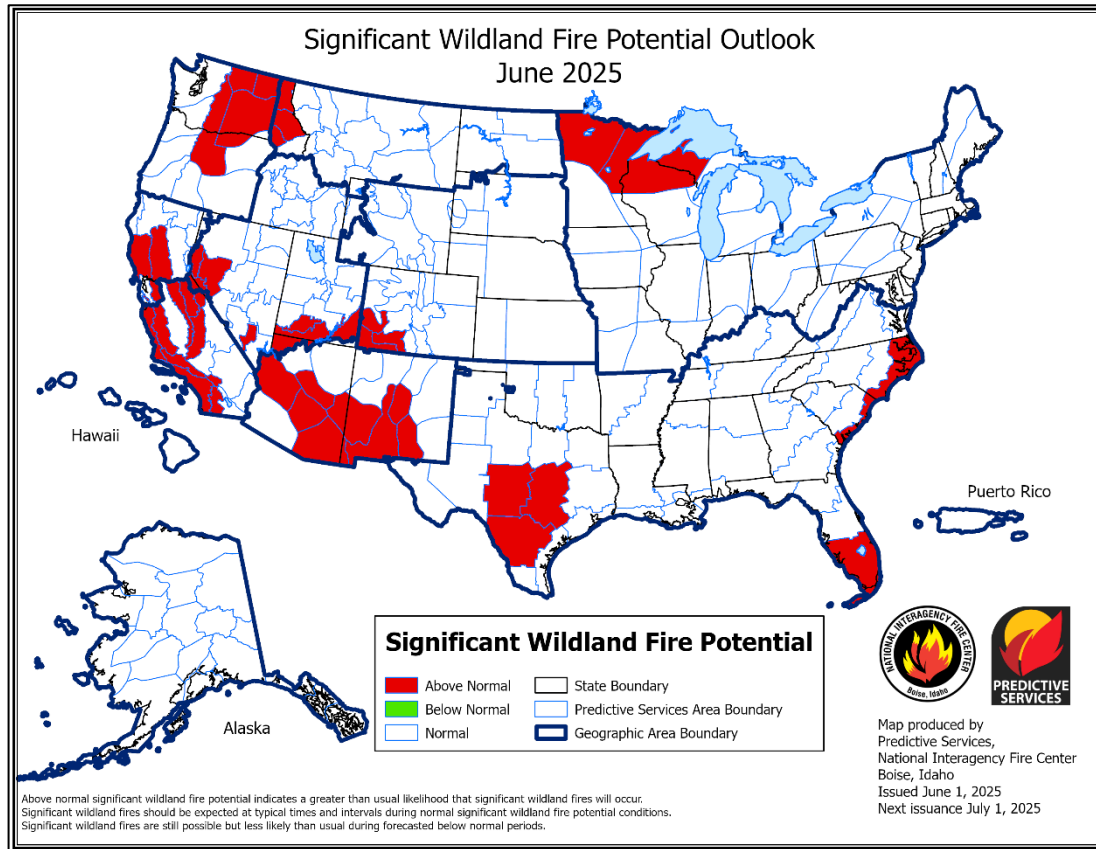 Significant Wildland Fire Potential Outlook
June 2025
Hawaii
Puerto Rico
Alaska
Significant Wildland Fire Potential
Above Normal
Below Normal
Normal
State Boundary
Predictive Services Area Boundary
Geographic Area Boundary
NATIONAL INTERAGENCY FIRE CENTER
Boise, Idaho
PREDICTIVE
SERVICES
Map produced by
Predictive Services,
National Interagency Fire Center
Boise, Idaho
Issued June 1, 2025
Next issuance July 1, 2025
Above normal significant wildland fire potential indicates a greater than usual likelihood that significant wildland fires will occur.
Significant wildland fires should be expected at typical times and intervals during normal significant wildland fire potential conditions.
Significant wildland fires are still possible but less likely than usual during forecasted below normal periods.